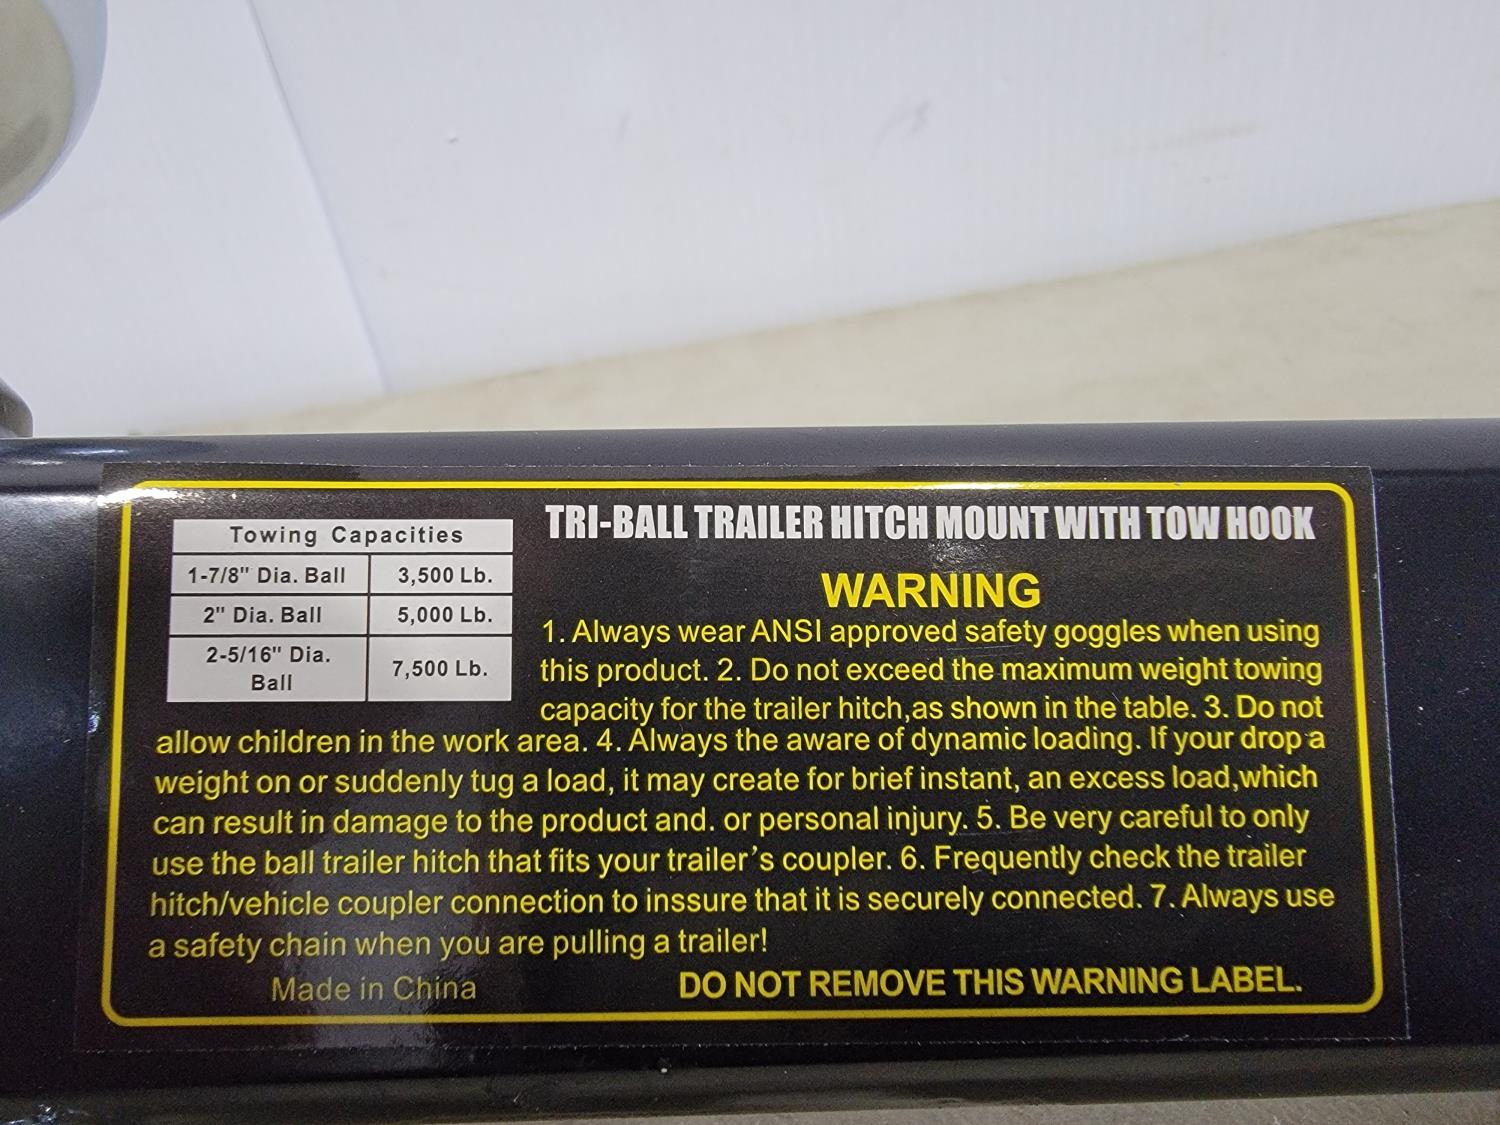 Towing Capacities
1-7/8" Dia. Ball 3,500 Lb.
2" Dia. Ball 5,000 Lb.
2-5/16" Dia.
Ball 7,500 Lb.
TRI-BALL TRAILER HITCH MOUNT WITH TOW HOOK
WARNING
1. Always wear ANSI approved safety goggles when using
this product. 2. Do not exceed the maximum weight towing
capacity for the trailer hitch,as shown in the table. 3. Do not
allow children in the work area. 4. Always the aware of dynamic loading. If your drop a
weight on or suddenly tug a load, it may create for brief instant, an excess load,which
can result in damage to the product and. or personal injury. 5. Be very careful to only
use the ball trailer hitch that fits your trailer's coupler. 6. Frequently check the trailer
hitch/vehicle coupler connection to inssure that it is securely connected. 7. Always use
a safety chain when you are pulling a trailer!
Made in China DO NOT REMOVE THIS WARNING LABEL.